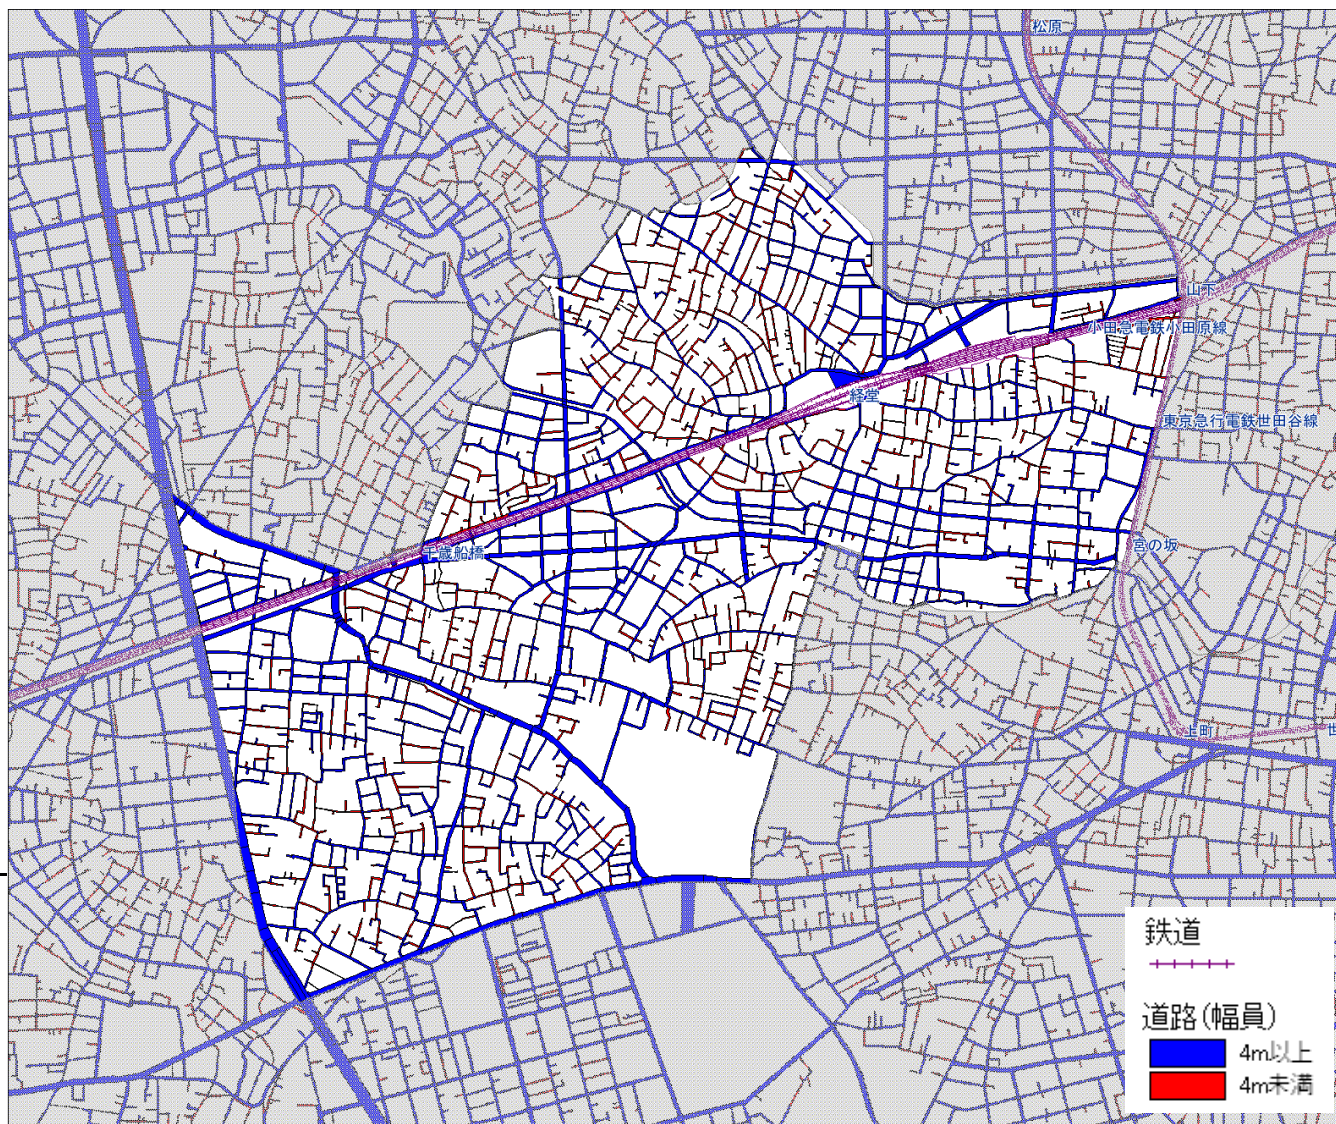 松原
山下
小田急電鉄小田原線
経堂
東京急行電鉄世田谷線
宮の坂
千歳船橋
上町
世
鉄道
道路(幅員)
4m以上
4m未満